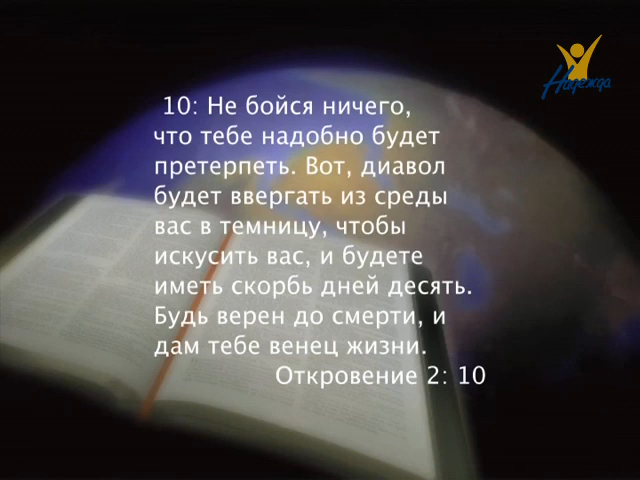 Надежда
10: Не бойся ничего,
что тебе надобно будет
претерпеть. Вот, диавол
будет ввергать из среды
вас в темницу, чтобы
искусить вас, и будете
иметь скорбь дней десять.
Будь верен до смерти, и
дам тебе венец жизни.
Откровение 2: 10